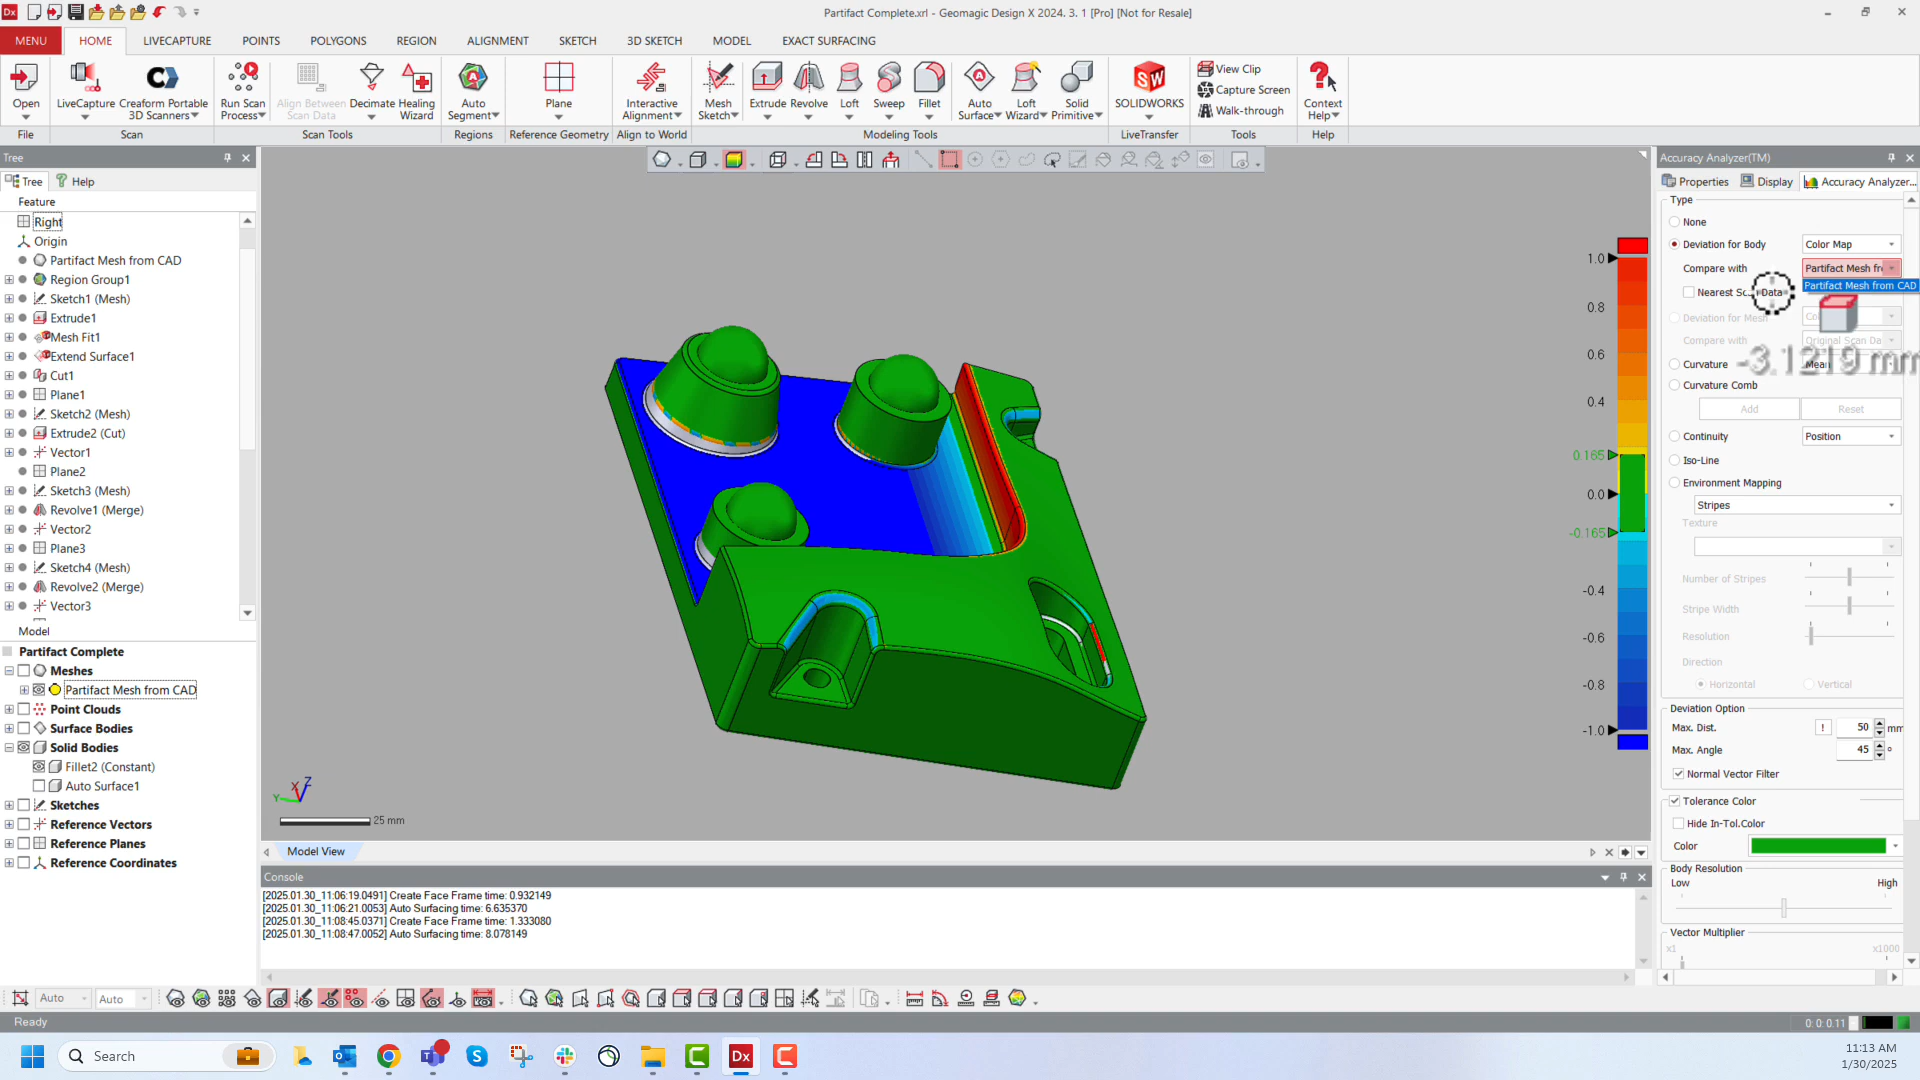 Partifact Complete.xrl - Geomagic Design X 2024. 3. 1 [Pro] [Not for Resale]
MENU HOME LIVECAPTURE POINTS POLYGONS REGION ALIGNMENT SKETCH 3D SKETCH MODEL EXACT SURFACING
Open
LiveCapture
Creaform Portable
3D Scanners
Run Scan
Process
Align Between
Scan Data
Decimate
Healing
Wizard
Auto
Segment
Plane
Interactive
Alignment
Mesh
Sketch
Extrude
Revolve
Loft
Sweep
Fillet
Auto
Surface
Loft
Wizard
Solid
Primitive
SOLIDWORKS
View Clip
Capture Screen
Walk-through
Context
Help
File Scan Scan Tools Regions Reference Geometry Align to World Modeling Tools LiveTransfer Tools Help
Tree
Tree Help
Feature
Right
Origin
Partifact Mesh from CAD
Region Group1
Sketch1 (Mesh)
Extrude1
Mesh Fit1
Extend Surface1
Cut1
Plane1
Sketch2 (Mesh)
Extrude2 (Cut)
Vector1
Plane2
Sketch3 (Mesh)
Revolve1 (Merge)
Vector2
Plane3
Sketch4 (Mesh)
Revolve2 (Merge)
Vector3
Model
Partifact Complete
Meshes
Partifact Mesh from CAD
Point Clouds
Surface Bodies
Solid Bodies
Fillet2 (Constant)
Auto Surface1
Sketches
Reference Vectors
Reference Planes
Reference Coordinates
X Z
Y
25 mm
1.0
0.8
0.6
0.4
0.165
0.0
-0.165
-0.4
-0.6
-0.8
-1.0
Model View
Console
[2025.01.30_11:06:19.0491] Create Face Frame time: 0.932149
[2025.01.30_11:06:21.0053] Auto Surfacing time: 6.635370
[2025.01.30_11:08:45.0371] Create Face Frame time: 1.333080
[2025.01.30_11:08:47.0052] Auto Surfacing time: 8.078149
Accuracy Analyzer(TM)
Properties Display Accuracy Analyzer...
Type
None
Deviation for Body Color Map
Compare with Partifact Mesh fr
Partifact Mesh from CAD
Nearest Data
Deviation for Mesh
Compare with Original Scan Da
-3.1219 mm
Curvature Mean
Curvature Comb
Add Reset
Continuity Position
Iso-Line
Environment Mapping
Stripes
Texture
Number of Stripes
Stripe Width
Resolution
Direction
Horizontal Vertical
Deviation Option
Max. Dist. ! 50 mm
Max. Angle 45 °
Normal Vector Filter
Tolerance Color
Hide In-Tol.Color
Color
Body Resolution
Low High
Vector Multiplier
x1 x1000
Auto Auto
Ready
0: 0: 0.11
Search
Dx
11:13 AM
1/30/2025